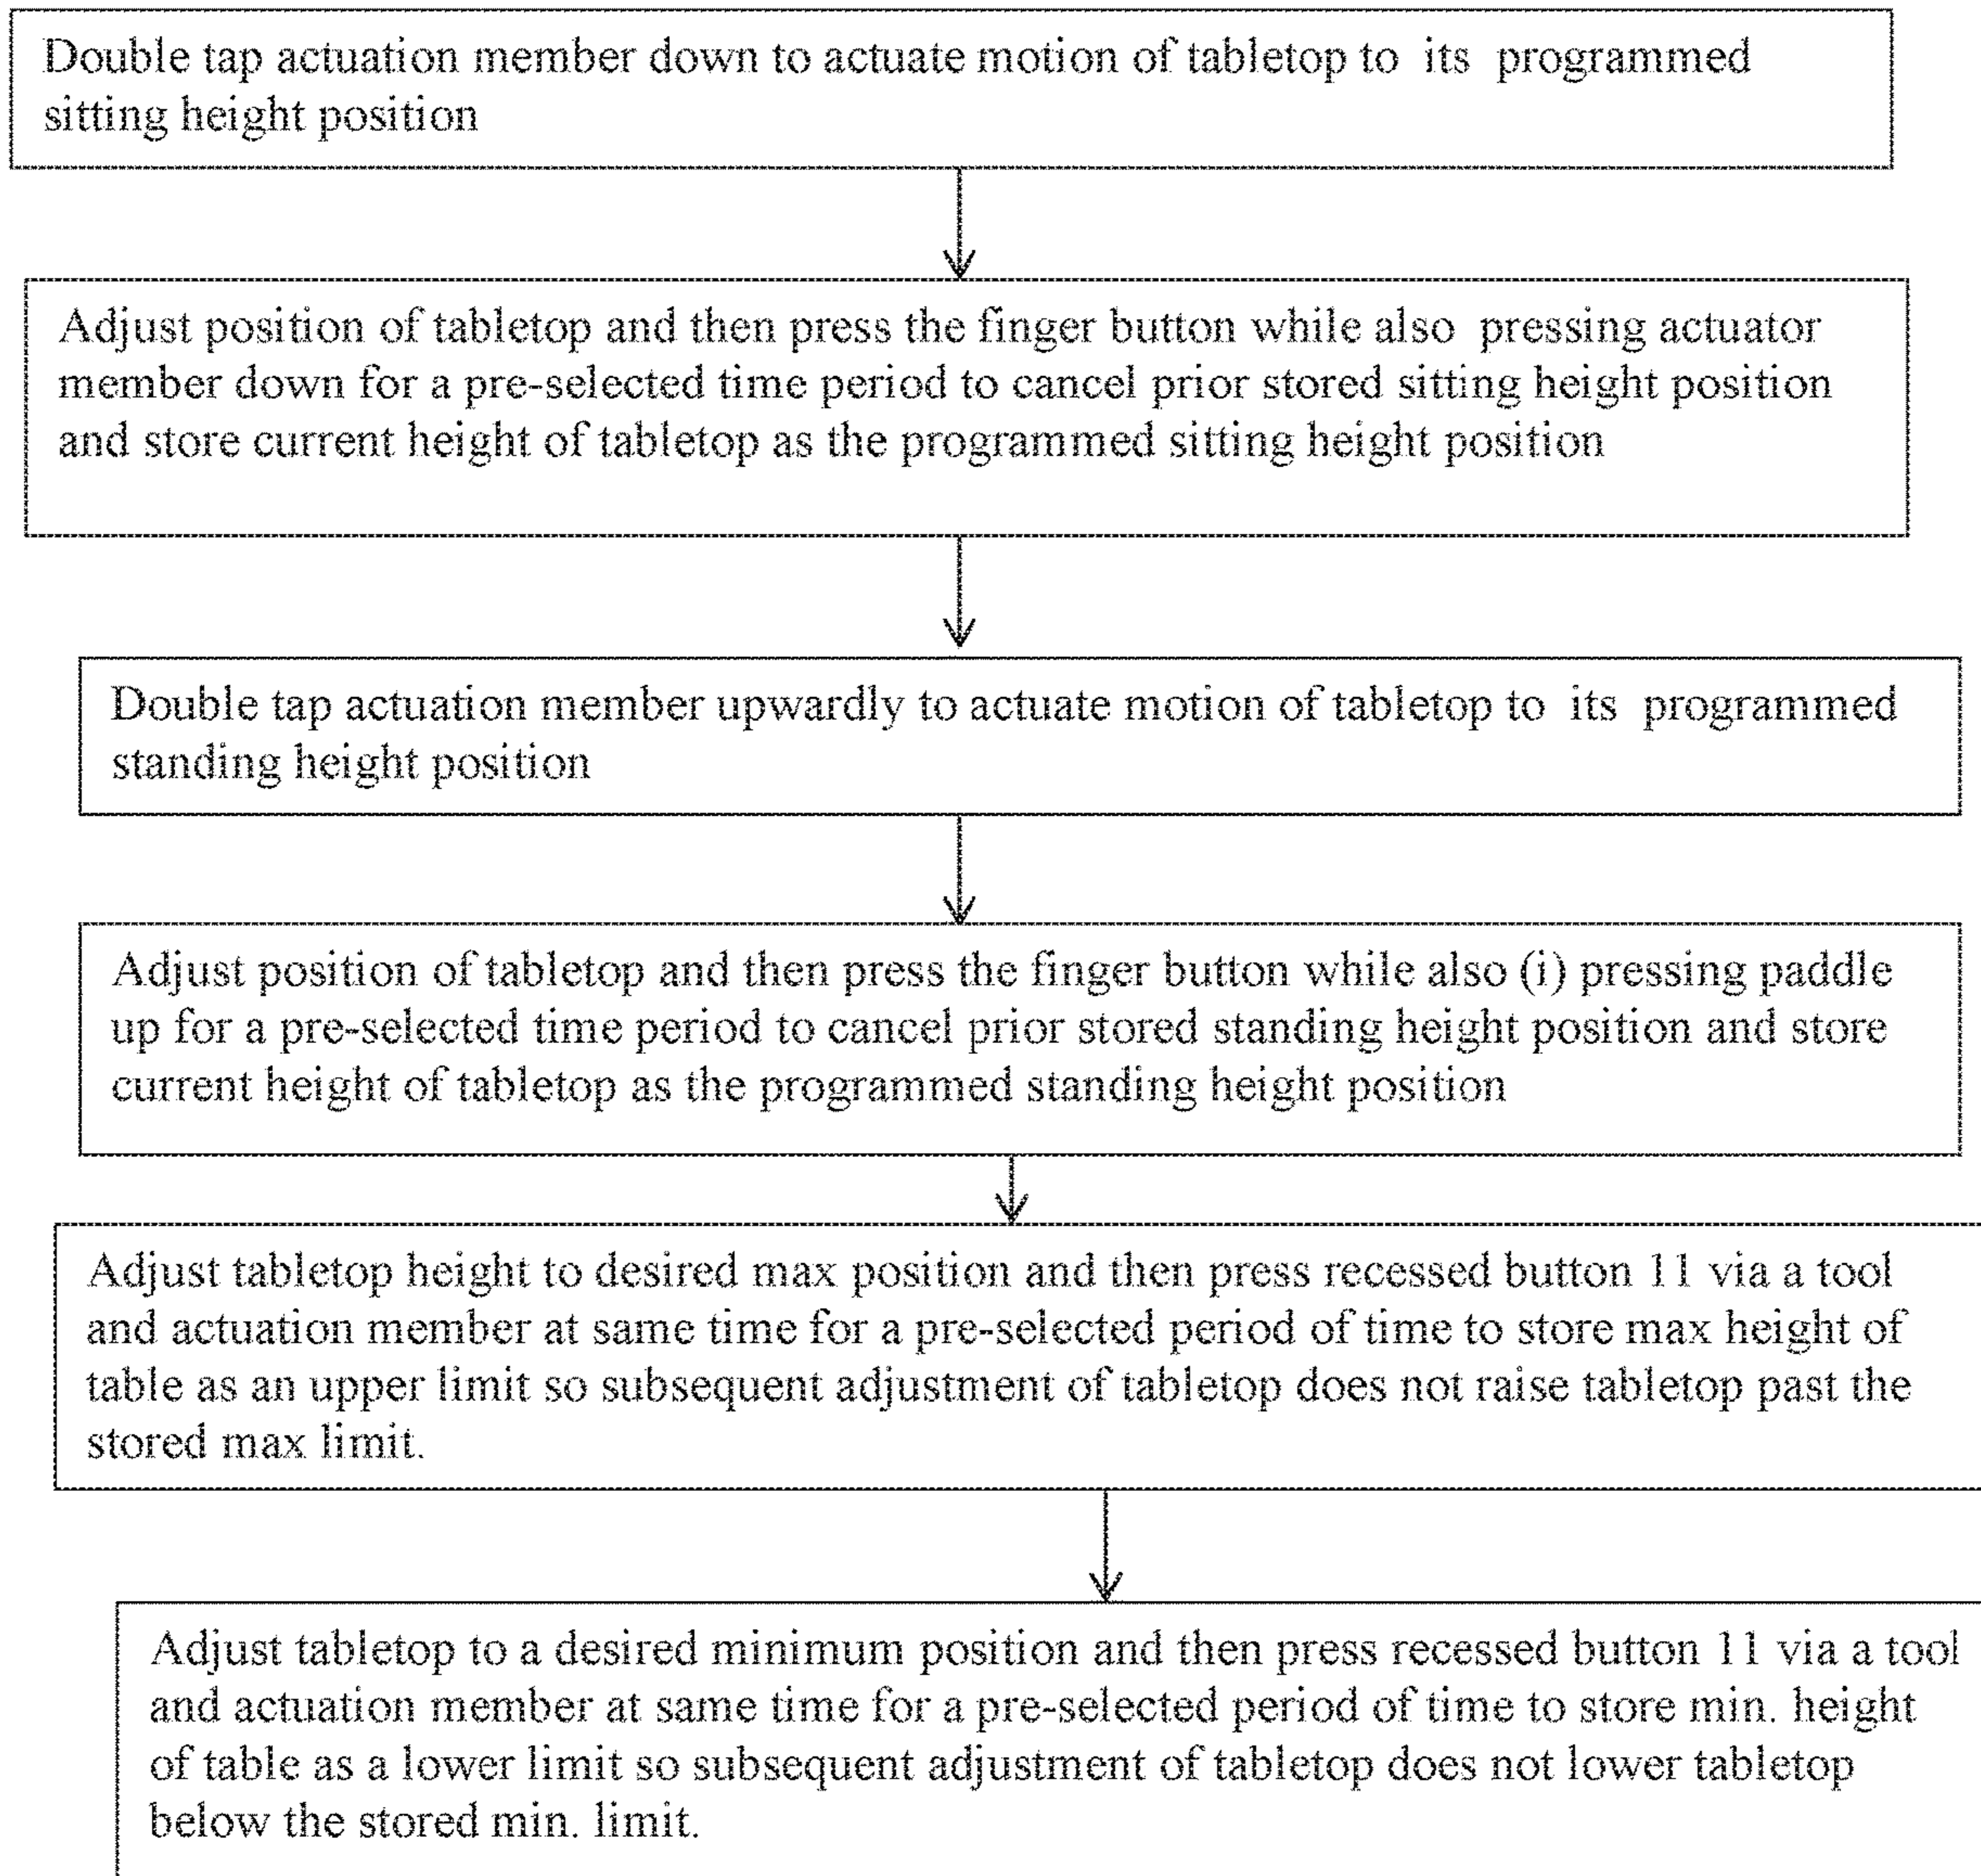 Double tap actuation member down to actuate motion of tabletop to its programmed
sitting height position
Adjust position of tabletop and then press the finger button while also pressing actuator
member down for a pre-selected time period to cancel prior stored sitting height position
and store current height of tabletop as the programmed sitting height position
Double tap actuation member upwardly to actuate motion of tabletop to its programmed
standing height position
Adjust position of tabletop and then press the finger button while also (i) pressing paddle
up for a pre-selected time period to cancel prior stored standing height position and store
current height of tabletop as the programmed standing height position
Adjust tabletop height to desired max position and then press recessed button 11 via a tool
and actuation member at same time for a pre-selected period of time to store max height of
table as an upper limit so subsequent adjustment of tabletop does not raise tabletop past the
stored max limit.
Adjust tabletop to a desired minimum position and then press recessed button 11 via a tool
and actuation member at same time for a pre-selected period of time to store min. height
of table as a lower limit so subsequent adjustment of tabletop does not lower tabletop
below the stored min. limit.